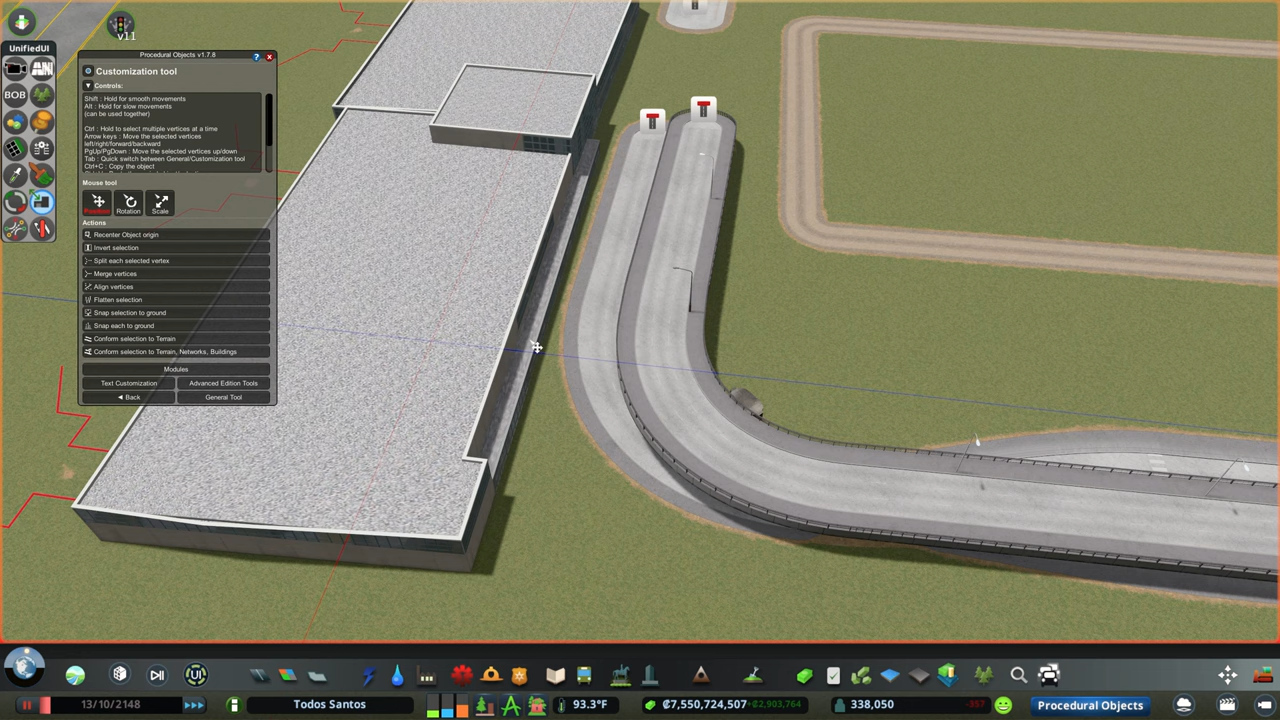 v11
UnifiedUI
BOB
Procedural Objects v1.7.8
?
Customization tool
Controls:
Shift : Hold for smooth movements
Alt : Hold for slow movements
(can be used together)
Ctrl : Hold to select multiple vertices at a time
Arrow keys : Move the selected vertices
left/right/forward/backward
PgUp/PgDown : Move the selected vertices up/down
Tab : Quick switch between General/Customization tool
Ctrl+C : Copy the object
Mouse tool
Position Rotation Scale
Actions
Recenter Object origin
Invert selection
Split each selected vertex
Merge vertices
Align vertices
Flatten selection
Snap selection to ground
Snap each to ground
Conform selection to Terrain
Conform selection to Terrain, Networks, Buildings
Modules
Text Customization Advanced Edition Tools
◀ Back General Tool
UI
13/10/2148 Todos Santos 93.3°F ₡7,550,724,507 +₡2,903,764 338,050 -357 Procedural Objects